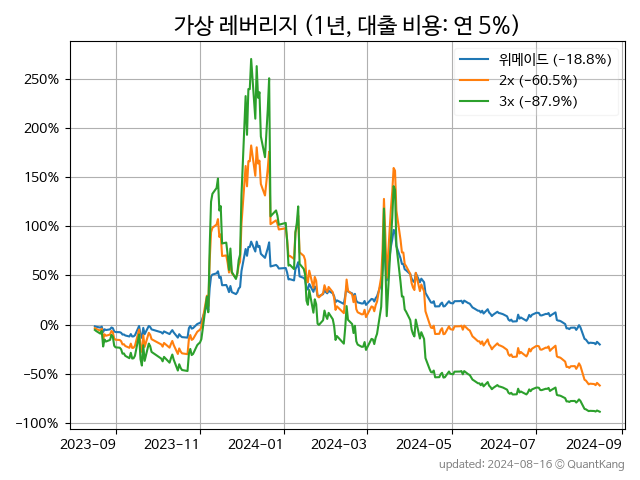 가상 레버리지 (1년, 대출 비용: 연 5%)
위메이드 (-18.8%)
2x (-60.5%)
3x (-87.9%)
250%
200%
150%
100%
50%
0%
−50%
−100%
2023-09 2023-11 2024-01 2024-03 2024-05 2024-07 2024-09
updated: 2024-08-16 © QuantKang